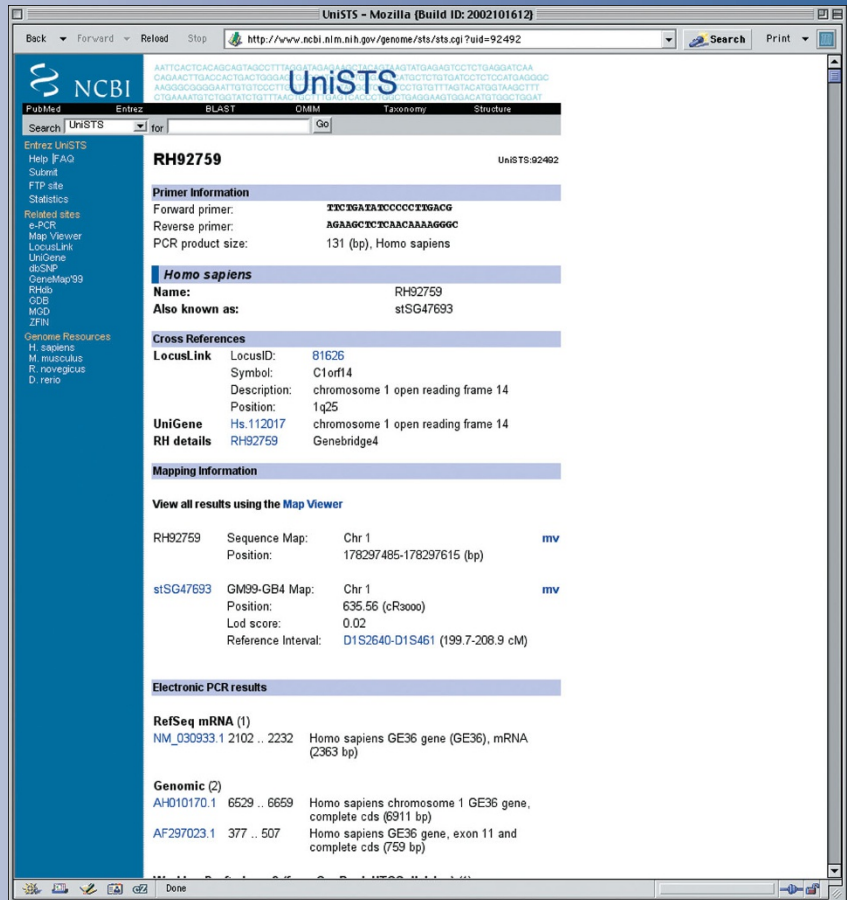 UniSTS - Mozilla {Build ID: 2002101612}
Back Forward Reload Stop http://www.ncbi.nlm.nih.gov/genome/sts/sts.cgi?uid=92492 Search Print
NCBI
UniSTS
PubMed Entrez BLAST OMIM Taxonomy Structure
Search UniSTS for Go
Entrez UniSTS
Help |FAQ
Submit
FTP site
Statistics
Related sites
e-PCR
Map Viewer
LocusLink
UniGene
dbSNP
GeneMap'99
RHdb
GDB
MGD
ZFIN
Genome Resources
H. sapiens
M. musculus
R. novegicus
D. rerio
RH92759 UniSTS:92492
Primer Information
Forward primer: TTCTGATATCCCCCTTGACG
Reverse primer: AGAAGCTCTCAACAAAAGGGC
PCR product size: 131 (bp), Homo sapiens
Homo sapiens
Name: RH92759
Also known as: stSG47693
Cross References
LocusLink LocusID: 81626
Symbol: C1orf14
Description: chromosome 1 open reading frame 14
Position: 1q25
UniGene Hs.112017 chromosome 1 open reading frame 14
RH details RH92759 Genebridge4
Mapping Information
View all results using the Map Viewer
RH92759 Sequence Map: Chr 1 mv
Position: 178297485-178297615 (bp)
stSG47693 GM99-GB4 Map: Chr 1 mv
Position: 635.56 (cR3000)
Lod score: 0.02
Reference Interval: D1S2640-D1S461 (199.7-208.9 cM)
Electronic PCR results
RefSeq mRNA (1)
NM_030933.1 2102 .. 2232 Homo sapiens GE36 gene (GE36), mRNA
(2363 bp)
Genomic (2)
AH010170.1 6529 .. 6659 Homo sapiens chromosome 1 GE36 gene,
complete cds (6911 bp)
AF297023.1 377 .. 507 Homo sapiens GE36 gene, exon 11 and
complete cds (759 bp)
Done